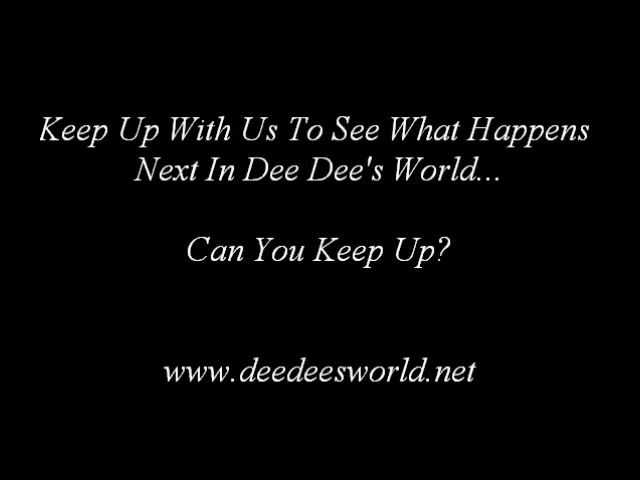 Keep Up With Us To See What Happens
Next In Dee Dee's World...
Can You Keep Up?
www.deedeesworld.net